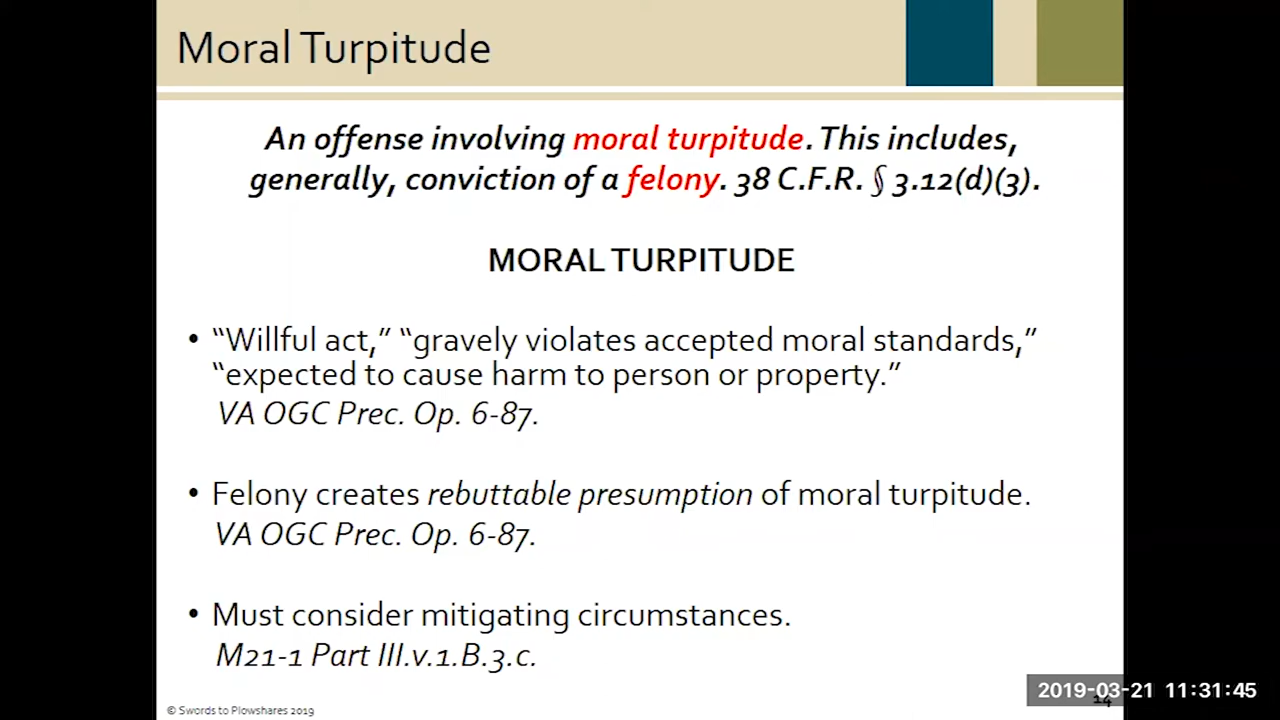 Moral Turpitude
An offense involving moral turpitude. This includes,
generally, conviction of a felony. 38 C.F.R. § 3.12(d)(3).
MORAL TURPITUDE
• “Willful act,” “gravely violates accepted moral standards,”
“expected to cause harm to person or property.”
VA OGC Prec. Op. 6-87.
• Felony creates rebuttable presumption of moral turpitude.
VA OGC Prec. Op. 6-87.
• Must consider mitigating circumstances.
M21-1 Part III.v.1.B.3.c.
2019-03-21 11:31:45
14
© Swords to Plowshares 2019